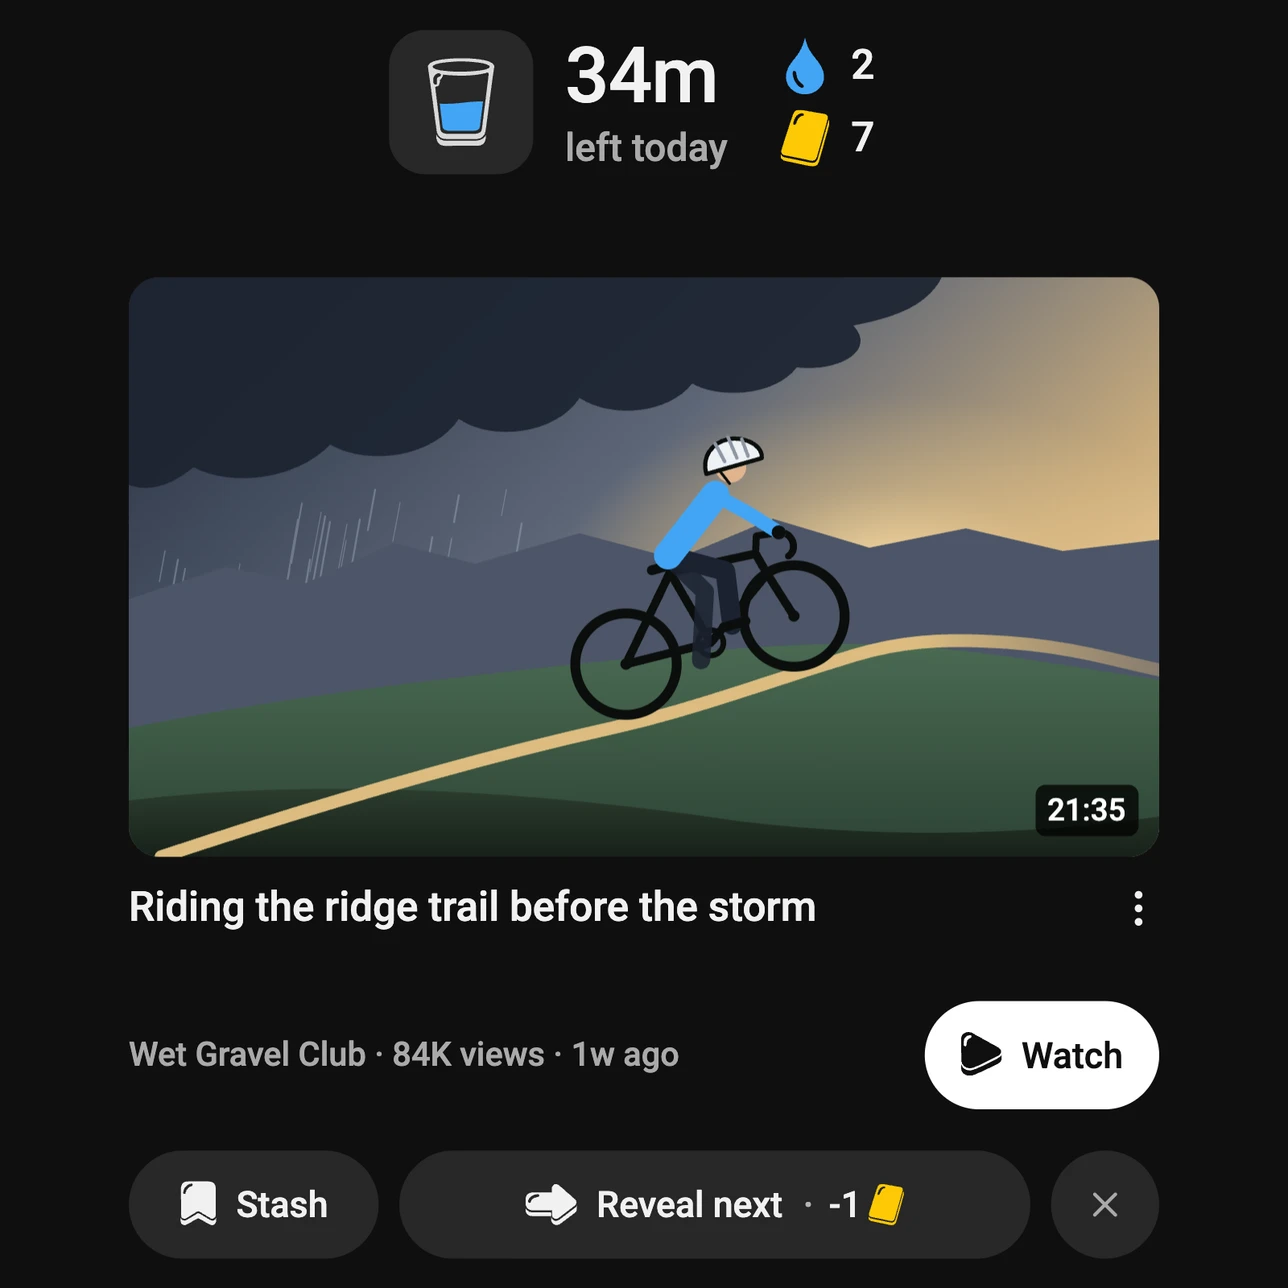 34m
left today
2
7
21:35
Riding the ridge trail before the storm
Wet Gravel Club · 84K views · 1w ago
Watch
Stash
Reveal next · -1